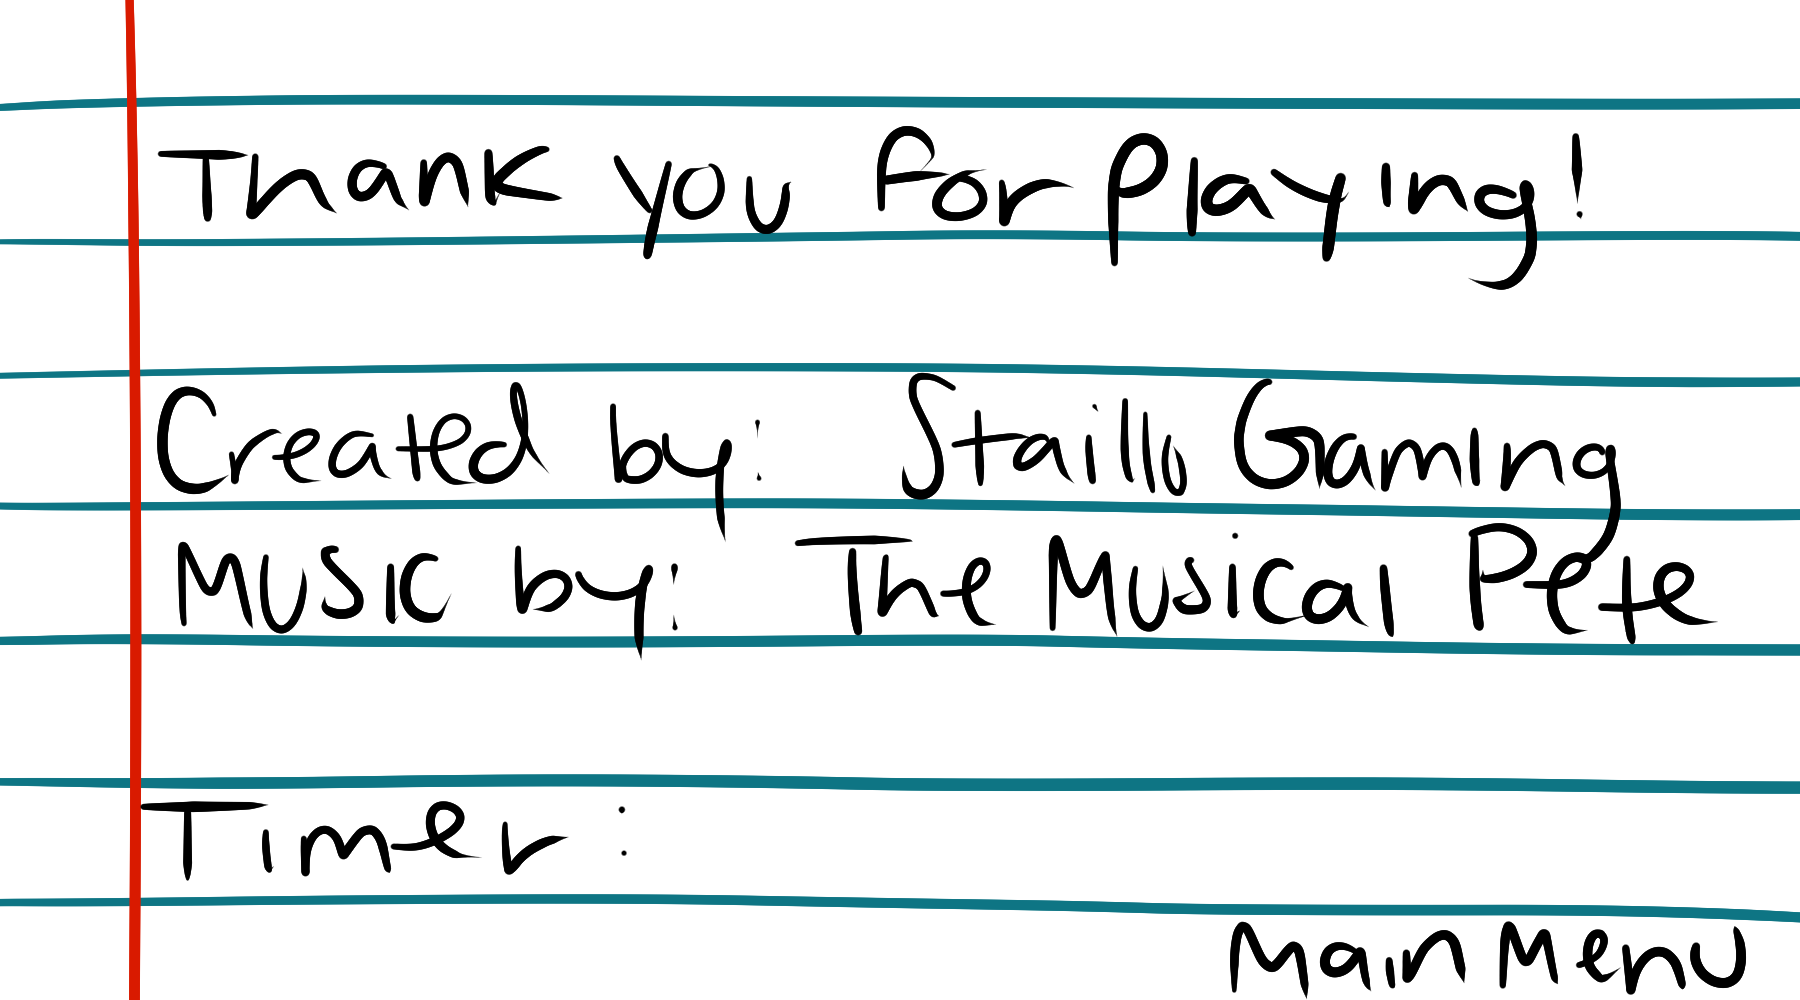 Thank you for playing!
Created by: Staillo Gaming
Music by: The Musical Pete
Timer :
Main Menu